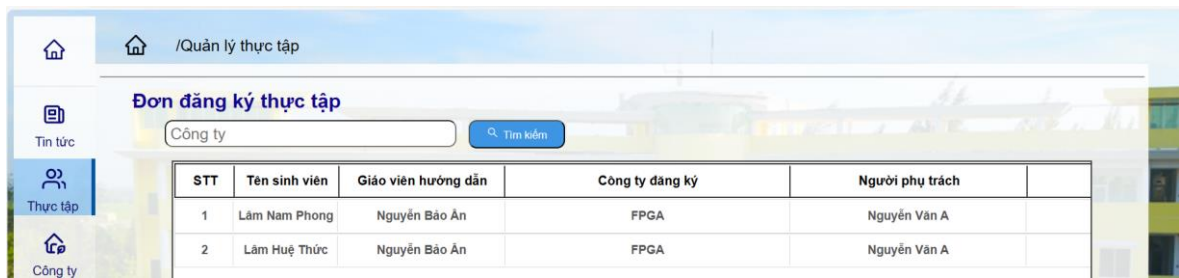 /Quản lý thực tập
Tin tức
Thực tập
Công ty
Đơn đăng ký thực tập
Công ty
Tìm kiếm
STT Tên sinh viên Giáo viên hướng dẫn Công ty đăng ký Người phụ trách
1 Lâm Nam Phong Nguyễn Bảo Ân FPGA Nguyễn Văn A
2 Lâm Huệ Thức Nguyễn Bảo Ân FPGA Nguyễn Văn A